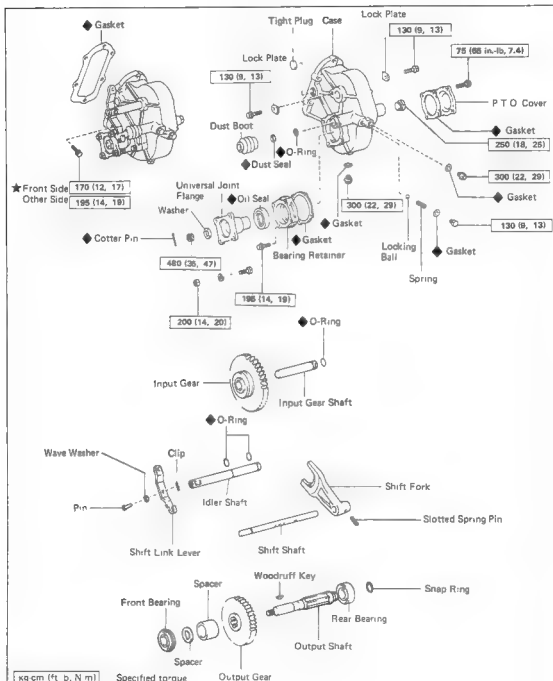 ◆ Gasket
Tight Plug
Case
Lock Plate
130 (9, 13)
75 (65 in.-lb, 7.4)
Lock Plate
130 (9, 13)
P T O Cover
Dust Boot
◆ Gasket
250 (18, 25)
◆ O-Ring
◆ Dust Seal
★ Front Side 170 (12, 17)
Other Side 195 (14, 19)
Universal Joint
Flange
◆ Oil Seal
Washer
300 (22, 29)
◆ Gasket
300 (22, 29)
◆ Gasket
◆ Cotter Pin
◆ Gasket
Bearing Retainer
Locking
Ball
◆ Gasket
130 (9, 13)
Spring
480 (35, 47)
195 (14, 19)
200 (14, 20)
◆ O-Ring
Input Gear
Input Gear Shaft
◆ O-Ring
Wave Washer
Clip
Idler Shaft
Shift Fork
Pin
Slotted Spring Pin
Shift Link Lever
Shift Shaft
Woodruff Key
Snap Ring
Spacer
Front Bearing
Rear Bearing
Output Shaft
Spacer
Output Gear
kg-cm (ft b, N m) Specified torque